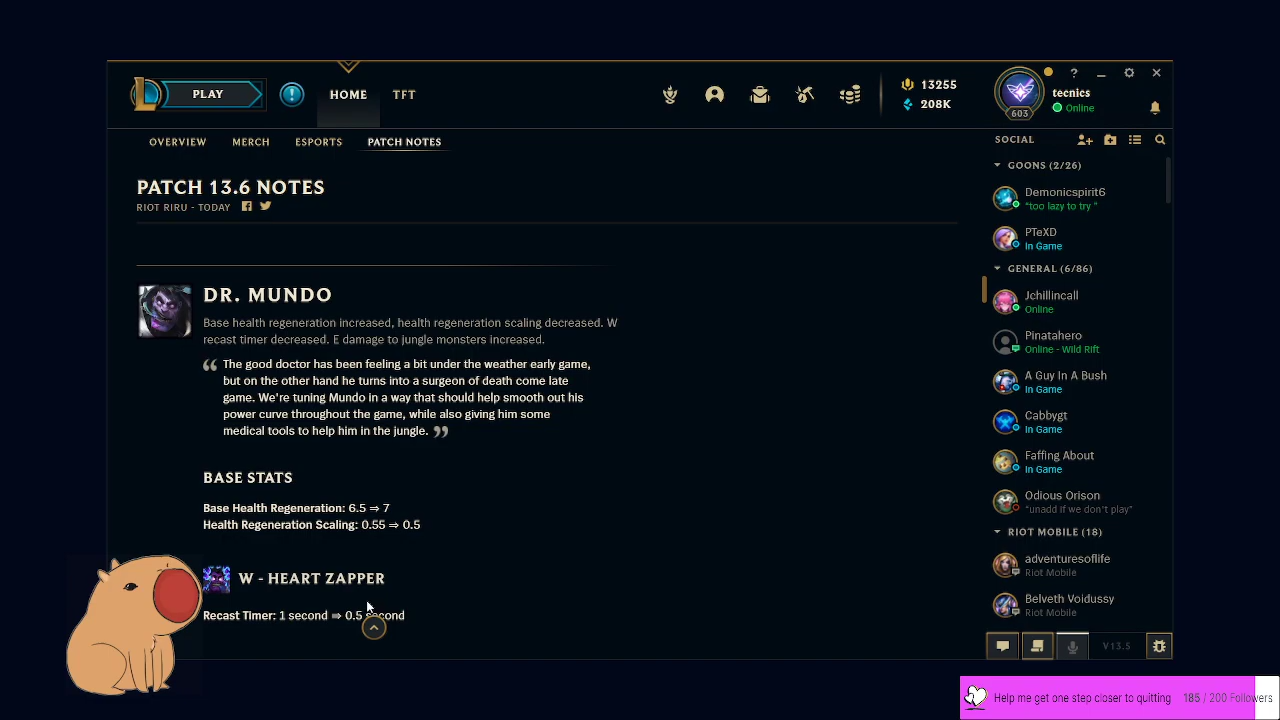 PLAY
HOME
TFT
13255
208K
603
?
tecnics
Online
OVERVIEW
MERCH
ESPORTS
PATCH NOTES
PATCH 13.6 NOTES
RIOT RIRU - TODAY
DR. MUNDO
Base health regeneration increased, health regeneration scaling decreased. W
recast timer decreased. E damage to jungle monsters increased.
“ The good doctor has been feeling a bit under the weather early game,
but on the other hand he turns into a surgeon of death come late
game. We're tuning Mundo in a way that should help smooth out his
power curve throughout the game, while also giving him some
medical tools to help him in the jungle. ”
BASE STATS
Base Health Regeneration: 6.5 ⇒ 7
Health Regeneration Scaling: 0.55 ⇒ 0.5
W - HEART ZAPPER
Recast Timer: 1 second ⇒ 0.5 second
SOCIAL
GOONS (2/26)
Demonicspirit6
"too lazy to try "
PTeXD
In Game
GENERAL (6/86)
Jchillincall
Online
Pinatahero
Online - Wild Rift
A Guy In A Bush
In Game
Cabbygt
In Game
Faffing About
In Game
Odious Orison
"unadd if we don't play"
RIOT MOBILE (18)
adventuresoflife
Riot Mobile
Belveth Voidussy
Riot Mobile
V13.5
Help me get one step closer to quitting 185 / 200 Followers